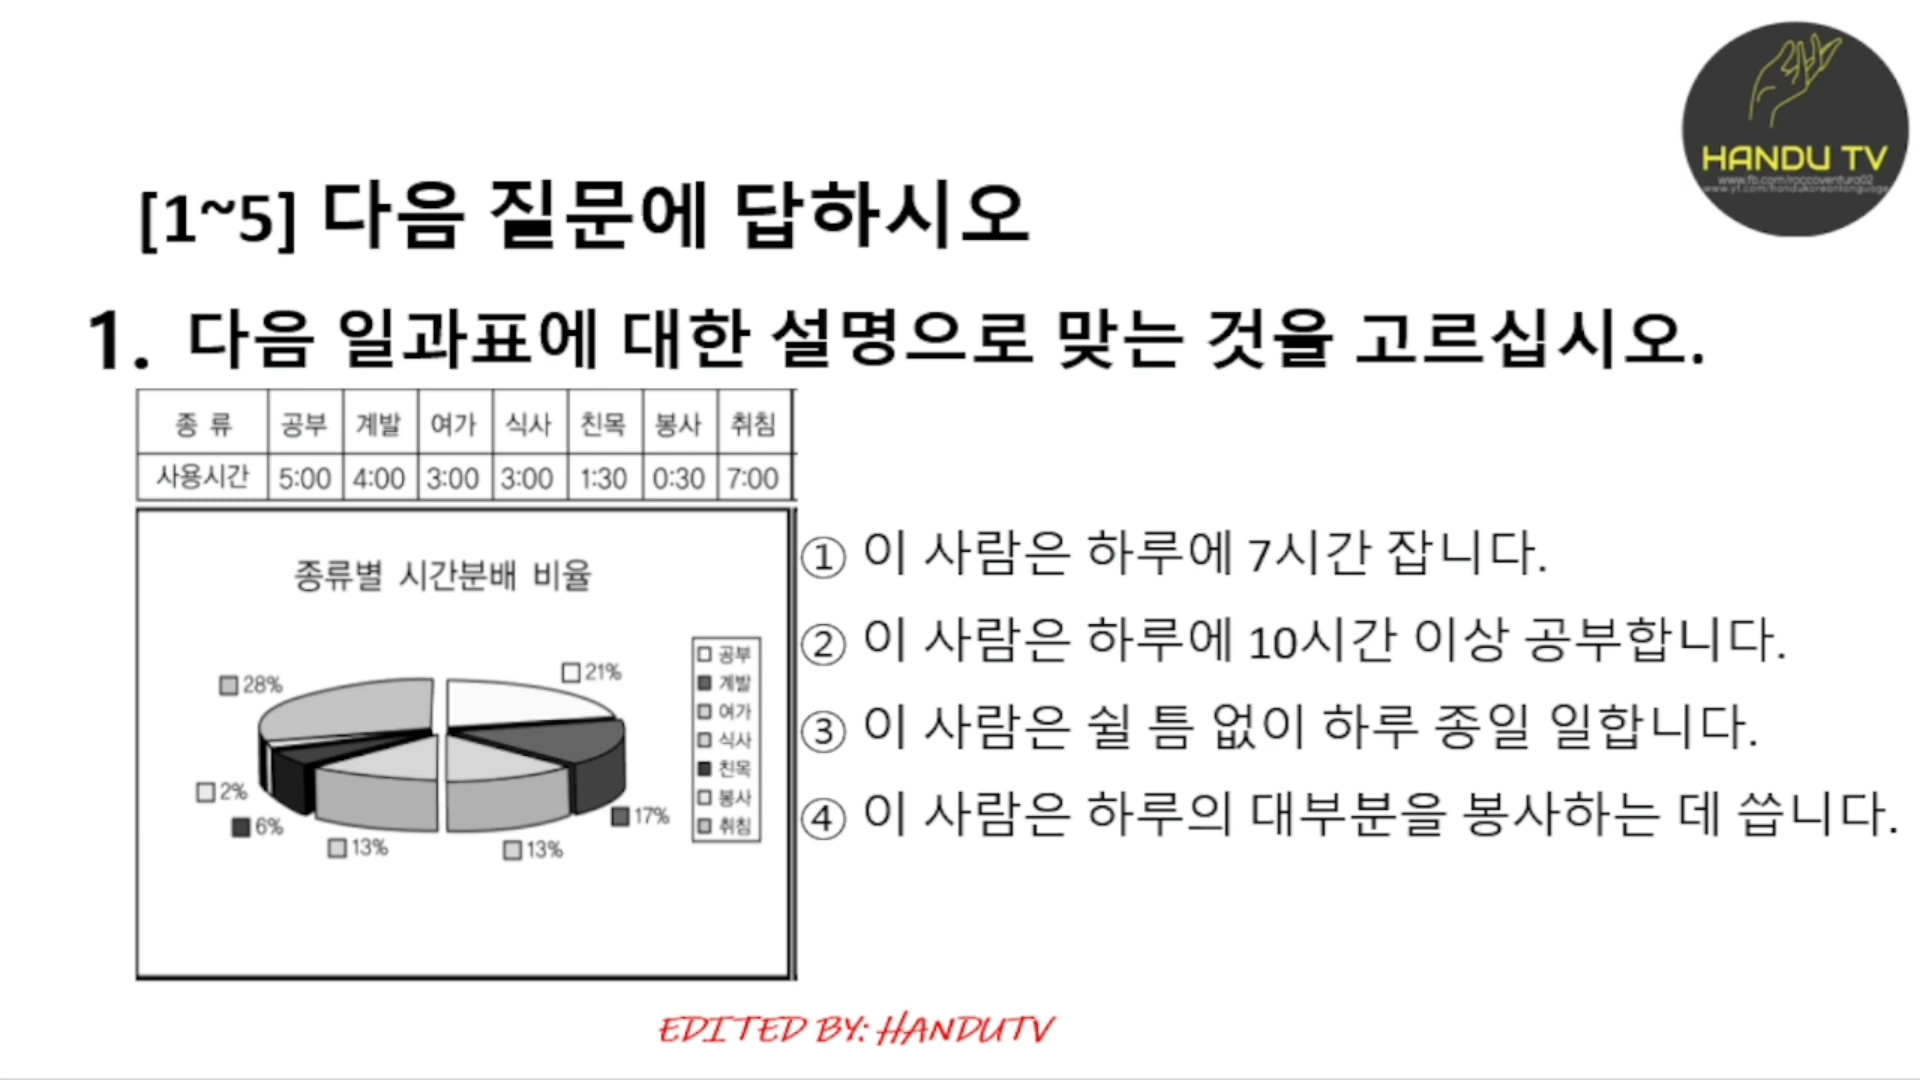 HANDU TV
www.fb.com/roccoventura02
www.yt.com/handukoreanlanguage
[1~5] 다음 질문에 답하시오
1. 다음 일과표에 대한 설명으로 맞는 것을 고르십시오.
종 류 공부 계발 여가 식사 친목 봉사 취침
사용시간 5:00 4:00 3:00 3:00 1:30 0:30 7:00
종류별 시간분배 비율
28%
21%
2%
6%
13%
13%
17%
공부
계발
여가
식사
친목
봉사
취침
① 이 사람은 하루에 7시간 잡니다.
② 이 사람은 하루에 10시간 이상 공부합니다.
③ 이 사람은 쉴 틈 없이 하루 종일 일합니다.
④ 이 사람은 하루의 대부분을 봉사하는 데 씁니다.
EDITED BY: HANDUTV